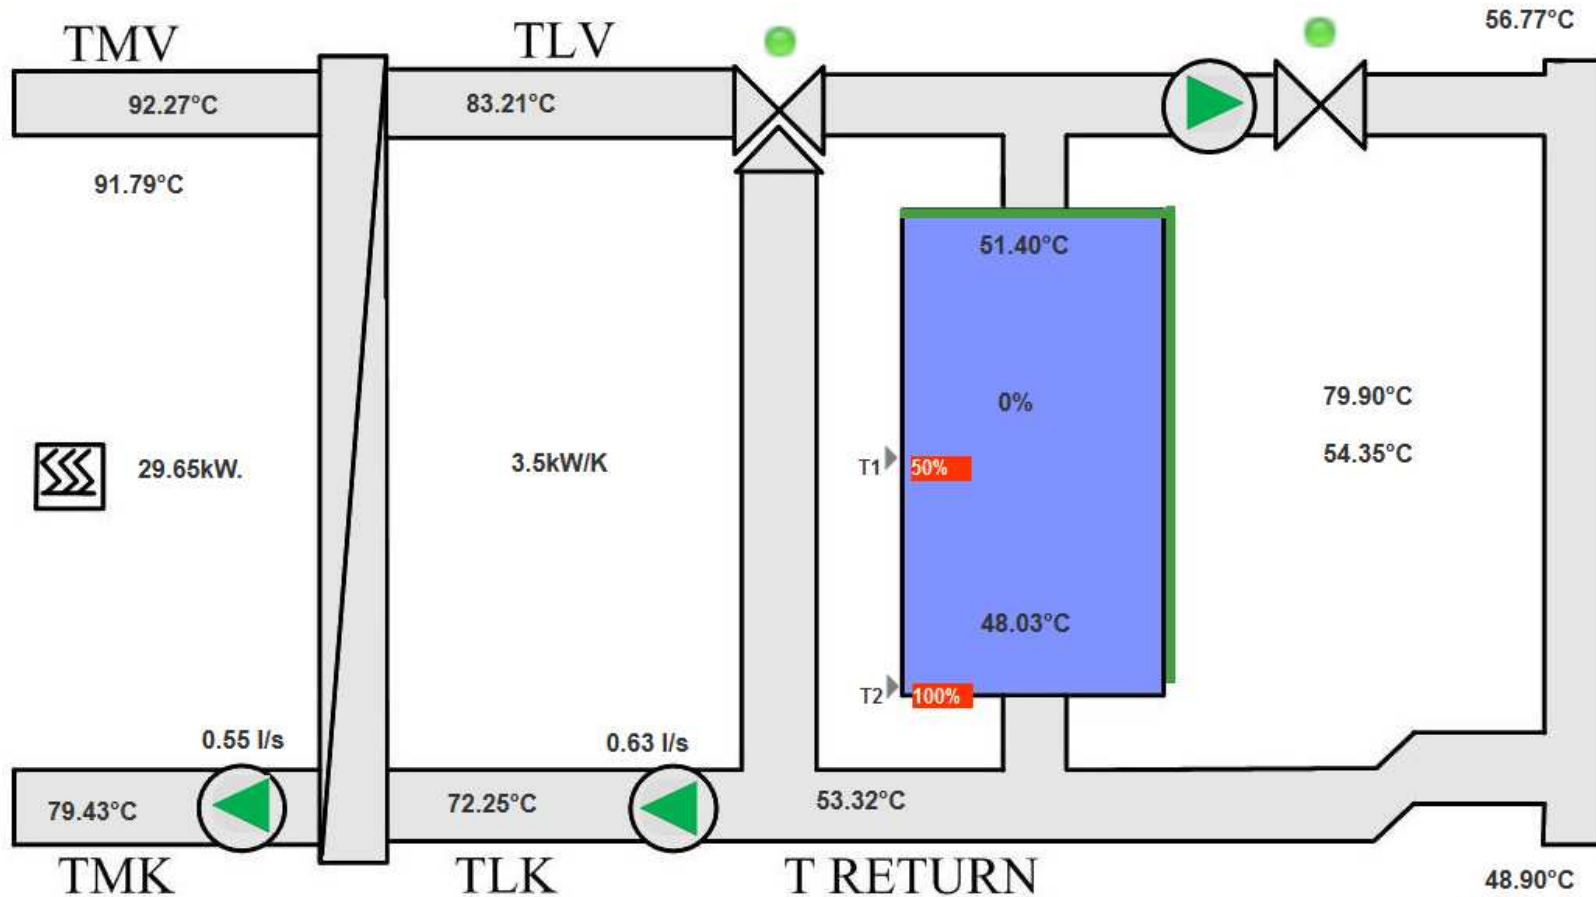 56.77°C
TMV
TLV
92.27°C
83.21°C
91.79°C
51.40°C
0%
79.90°C
54.35°C
29.65kW.
3.5kW/K
T1
50%
48.03°C
T2
100%
0.55 l/s
0.63 l/s
79.43°C
72.25°C
53.32°C
TMK
TLK
T RETURN
48.90°C